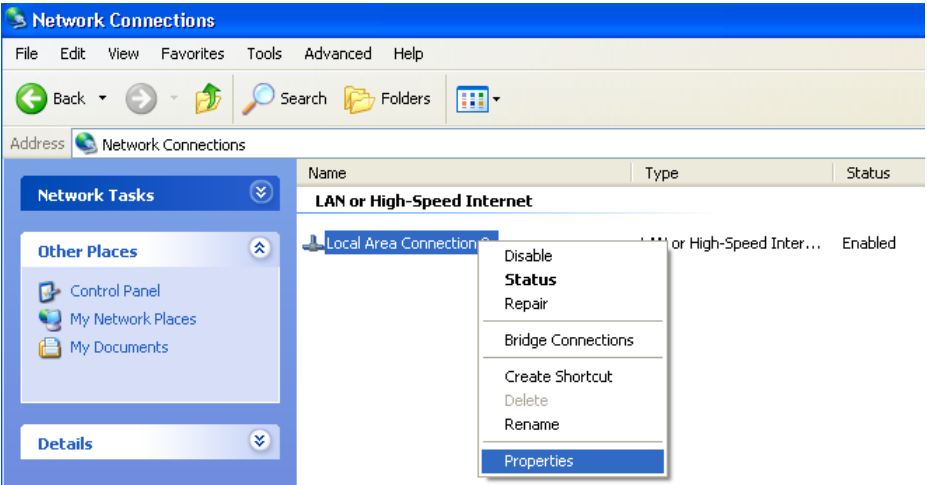 Network Connections
File Edit View Favorites Tools Advanced Help
Back Search Folders
Address Network Connections
Name Type Status
Network Tasks
LAN or High-Speed Internet
Other Places
Local Area Connection or High-Speed Inter... Enabled
Control Panel
My Network Places
My Documents
Details
Disable
Status
Repair
Bridge Connections
Create Shortcut
Delete
Rename
Properties